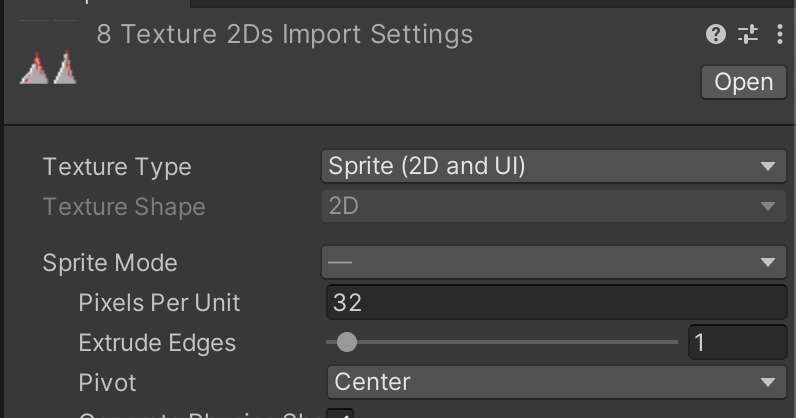 8 Texture 2Ds Import Settings
Open
Texture Type Sprite (2D and UI)
Texture Shape 2D
Sprite Mode —
Pixels Per Unit 32
Extrude Edges 1
Pivot Center